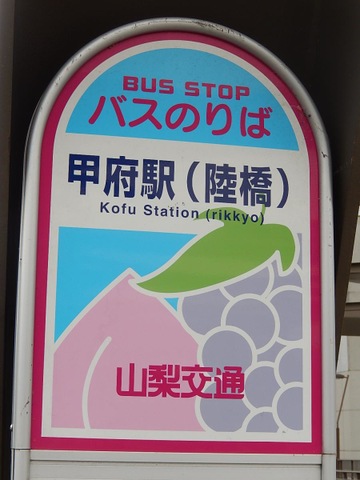 BUS STOP
バスのりば
甲府駅（陸橋）
Kofu Station (rikkyo)
山梨交通